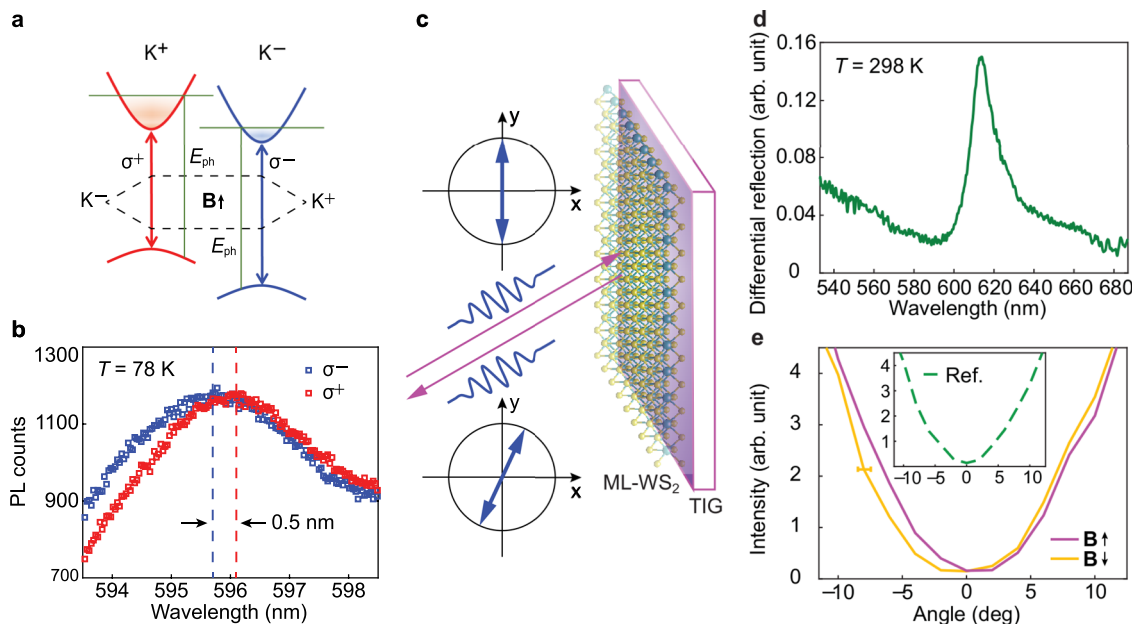 a
K+
K−
σ+
Eph
σ−
K−
B↑
K+
Eph
b
1300
1100
900
700
PL counts
T = 78 K
σ−
σ+
0.5 nm
594
595
596
597
598
Wavelength (nm)
c
y
x
y
x
ML-WS2
TIG
d
0.16
0.12
0.08
0.04
0
Differential reflection (arb. unit)
T = 298 K
540
560
580
600
620
640
660
680
Wavelength (nm)
e
4
3
2
1
0
Intensity (arb. unit)
Ref.
5
4
3
2
1
−10
−5
0
5
10
B↑
B↓
−10
−5
0
5
10
Angle (deg)